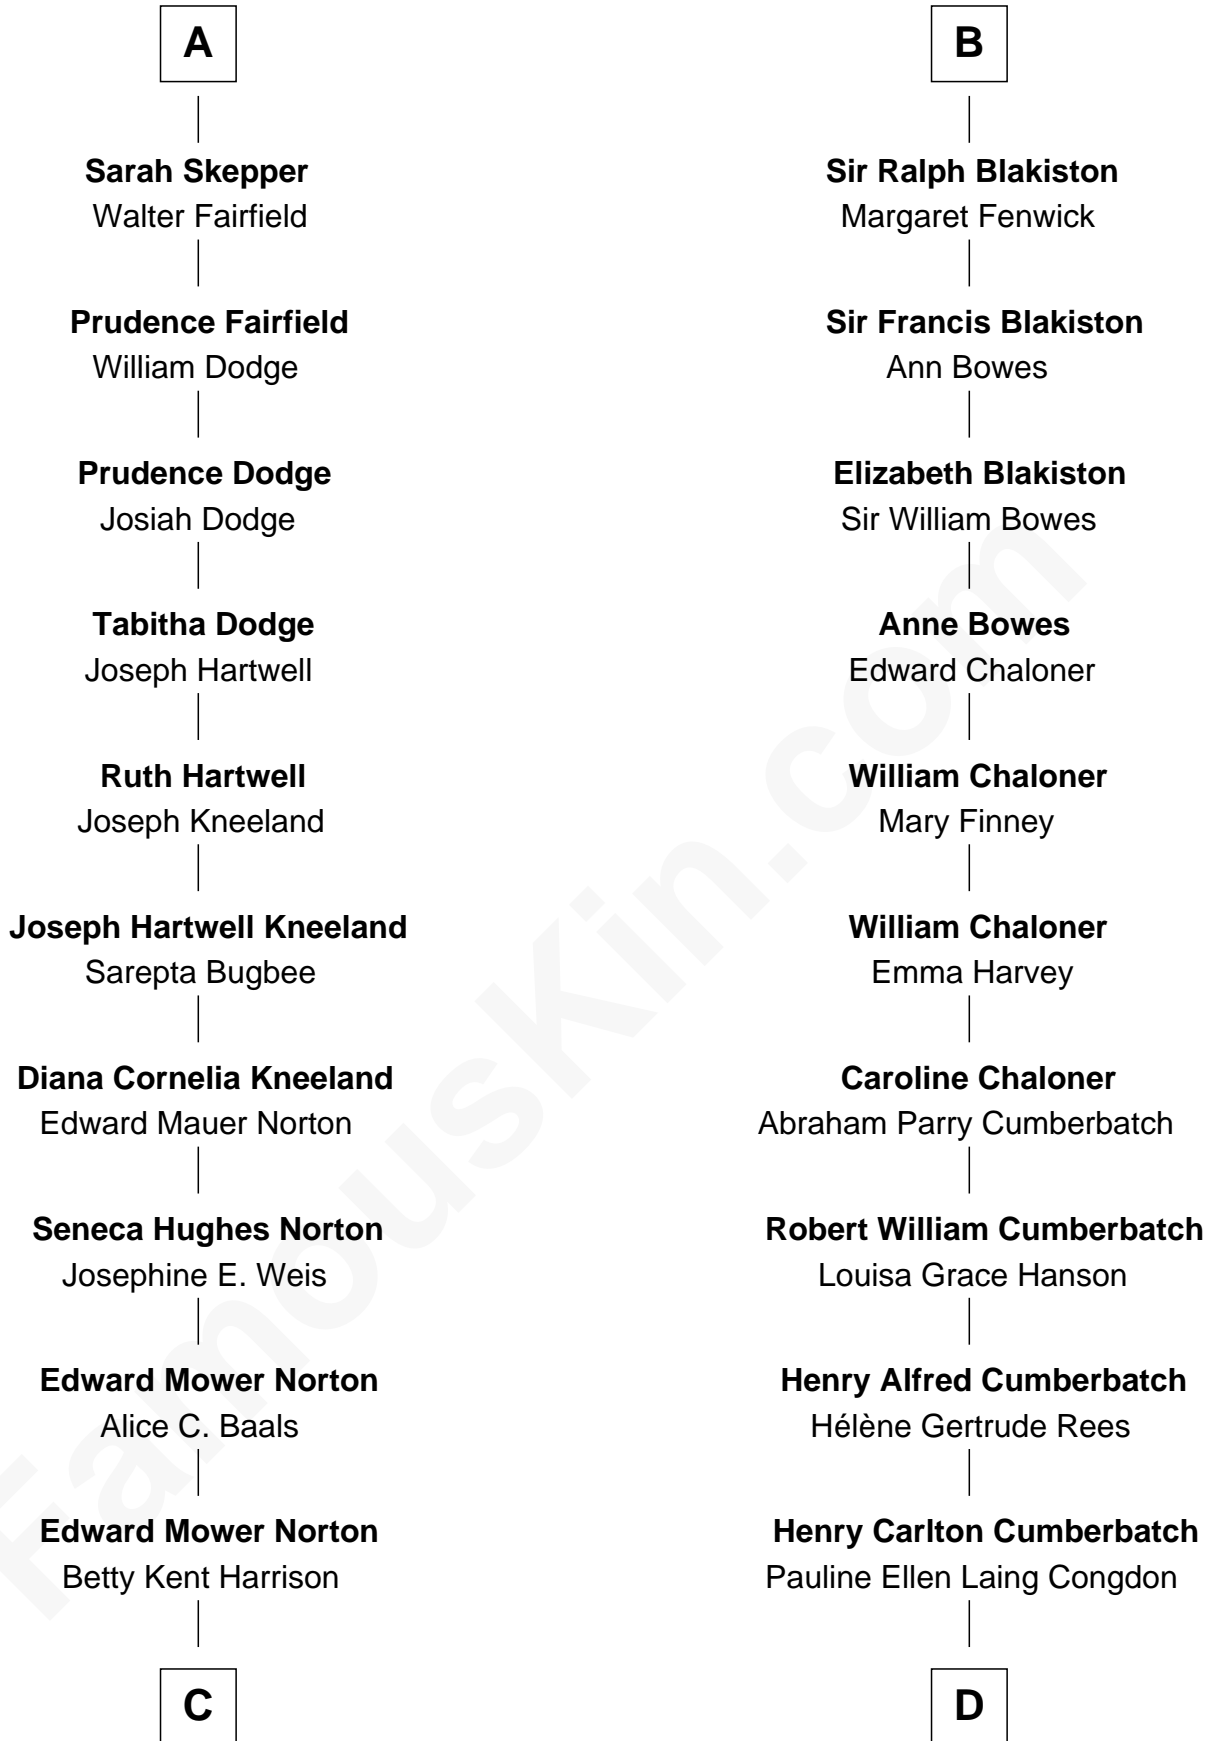 A
Sarah Skepper
Walter Fairfield
Prudence Fairfield
William Dodge
Prudence Dodge
Josiah Dodge
Tabitha Dodge
Joseph Hartwell
Ruth Hartwell
Joseph Kneeland
Joseph Hartwell Kneeland
Sarepta Bugbee
Diana Cornelia Kneeland
Edward Mauer Norton
Seneca Hughes Norton
Josephine E. Weis
Edward Mower Norton
Alice C. Baals
Edward Mower Norton
Betty Kent Harrison
C
B
Sir Ralph Blakiston
Margaret Fenwick
Sir Francis Blakiston
Ann Bowes
Elizabeth Blakiston
Sir William Bowes
Anne Bowes
Edward Chaloner
William Chaloner
Mary Finney
William Chaloner
Emma Harvey
Caroline Chaloner
Abraham Parry Cumberbatch
Robert William Cumberbatch
Louisa Grace Hanson
Henry Alfred Cumberbatch
Hélène Gertrude Rees
Henry Carlton Cumberbatch
Pauline Ellen Laing Congdon
D
FamousKin.com